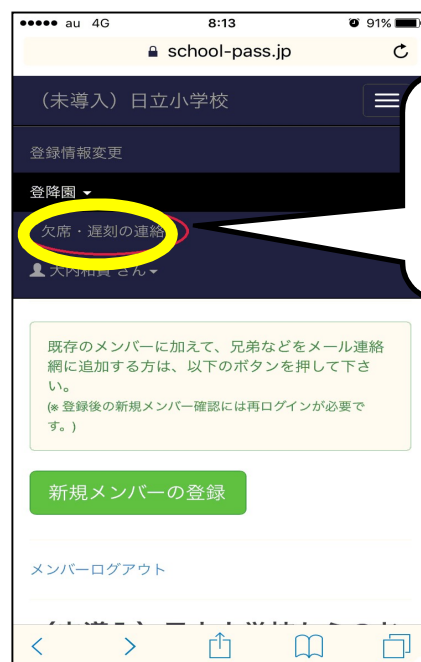 au 4G 8:13 91%
school-pass.jp
（未導入）日立小学校
登録情報変更
登降園
欠席・遅刻の連絡
さん
既存のメンバーに加えて、兄弟などをメール連絡
網に追加する方は、以下のボタンを押して下さ
い。
(※ 登録後の新規メンバー確認には再ログインが必要で
す。)
新規メンバーの登録
メンバーログアウト